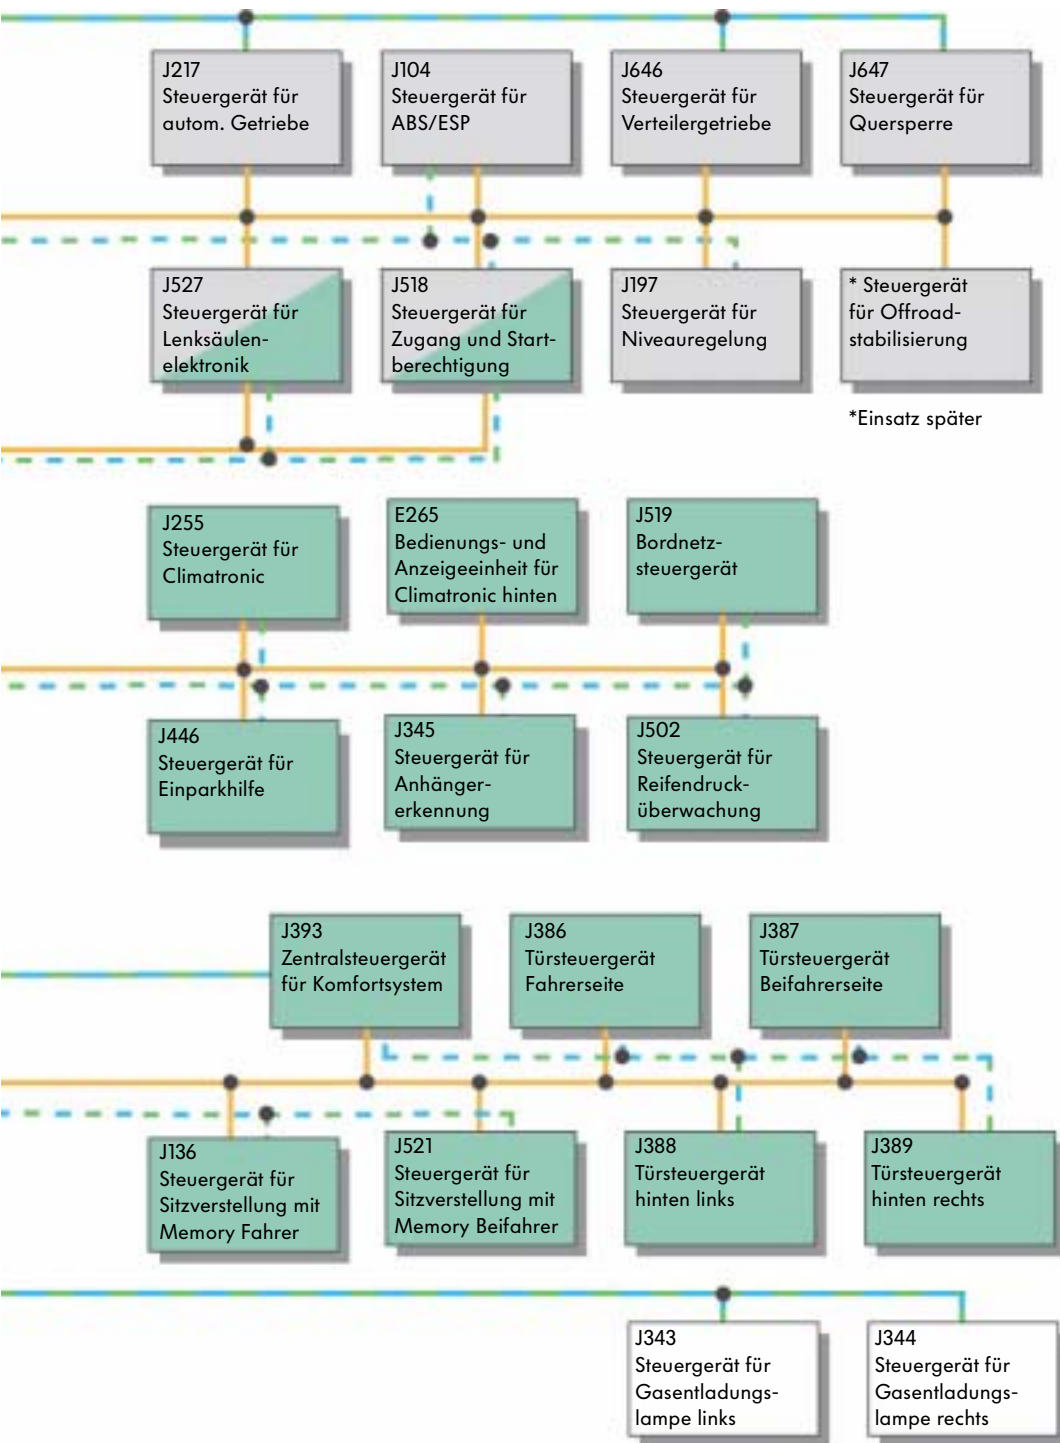 J217
Steuergerät für
autom. Getriebe
J104
Steuergerät für
ABS/ESP
J646
Steuergerät für
Verteilergetriebe
J647
Steuergerät für
Quersperre
J527
Steuergerät für
Lenksäulen-
elektronik
J518
Steuergerät für
Zugang und Start-
berechtigung
J197
Steuergerät für
Niveauregelung
* Steuergerät
für Offroad-
stabilisierung
*Einsatz später
J255
Steuergerät für
Climatronic
E265
Bedienungs- und
Anzeigeeinheit für
Climatronic hinten
J519
Bordnetz-
steuergerät
J446
Steuergerät für
Einparkhilfe
J345
Steuergerät für
Anhänger-
erkennung
J502
Steuergerät für
Reifendruck-
überwachung
J393
Zentralsteuergerät
für Komfortsystem
J386
Türsteuergerät
Fahrerseite
J387
Türsteuergerät
Beifahrerseite
J136
Steuergerät für
Sitzverstellung mit
Memory Fahrer
J521
Steuergerät für
Sitzverstellung mit
Memory Beifahrer
J388
Türsteuergerät
hinten links
J389
Türsteuergerät
hinten rechts
J343
Steuergerät für
Gasentladungs-
lampe links
J344
Steuergerät für
Gasentladungs-
lampe rechts